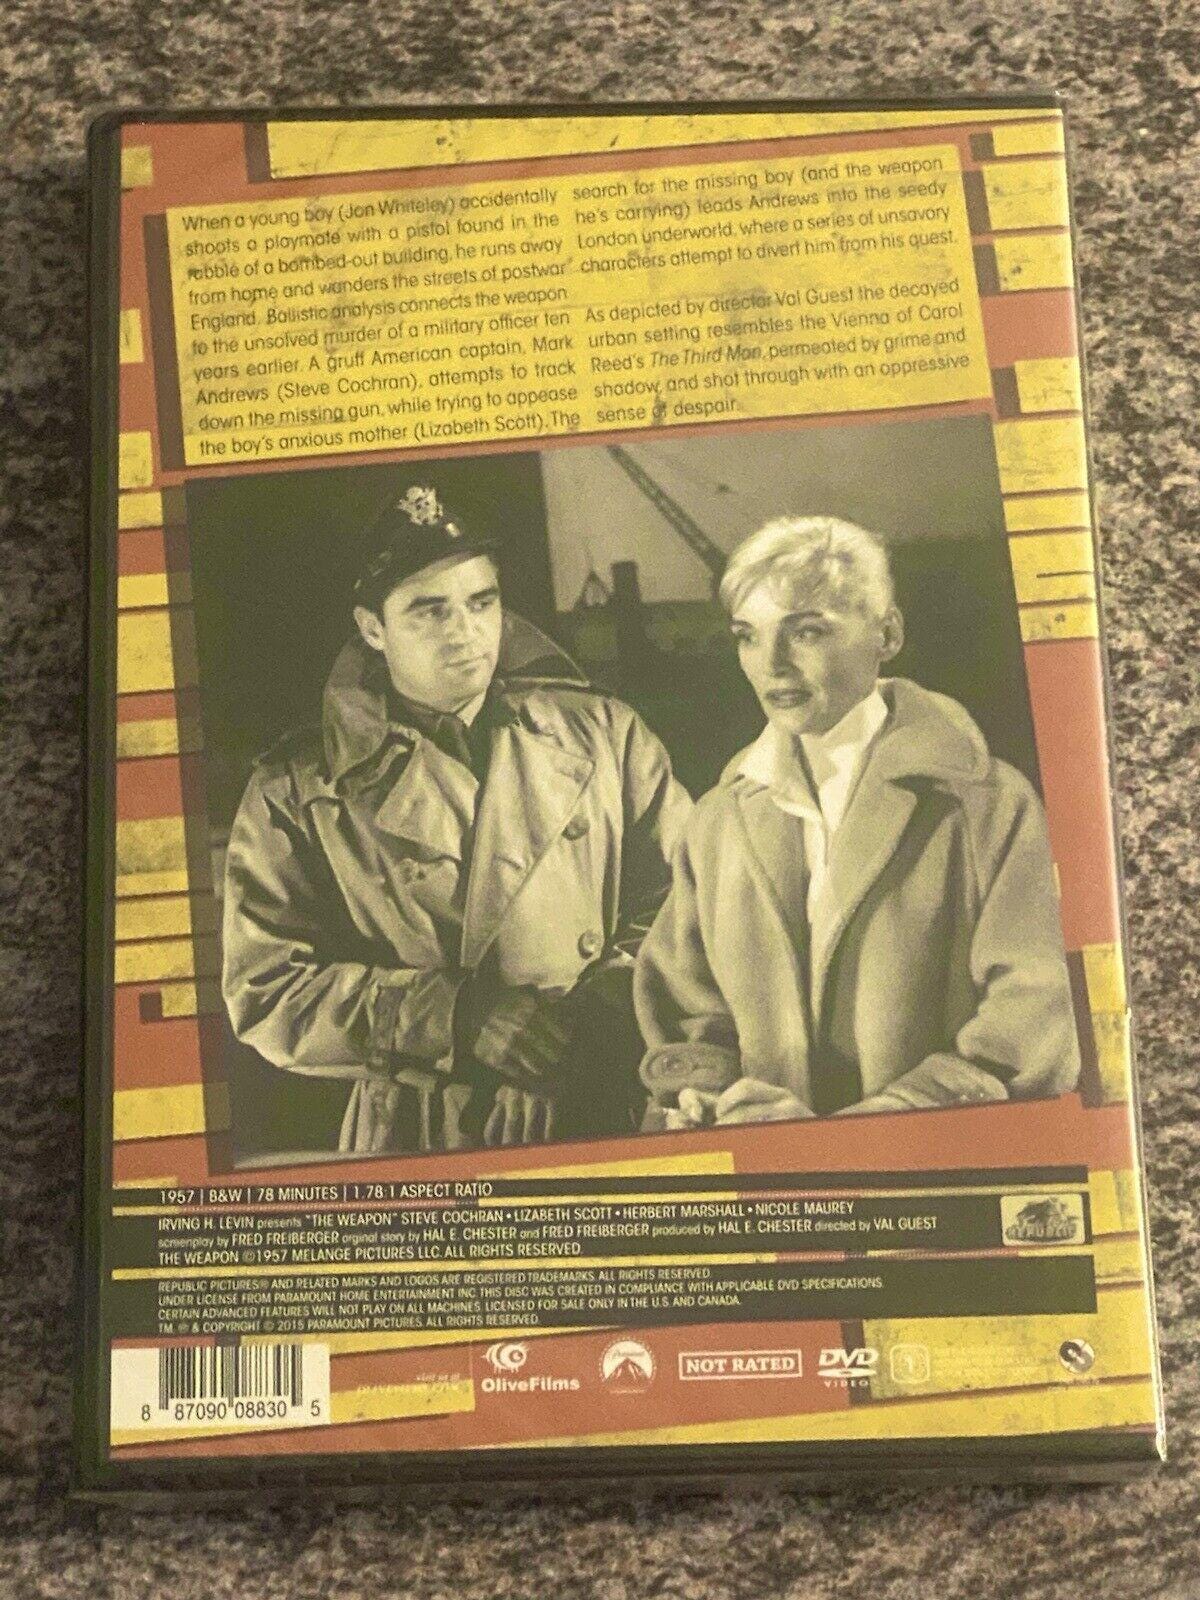 When a young boy (Jon Whiteley) accidentally
shoots a playmate with a pistol found in the
rubble of a bombed-out building, he runs away
from home and wanders the streets of postwar
England. Ballistic analysis connects the weapon
to the unsolved murder of a military officer ten
years earlier. A gruff American captain, Mark
Andrews (Steve Cochran), attempts to track
down the missing gun, while trying to appease
the boy's anxious mother (Lizabeth Scott). The
search for the missing boy (and the weapon
he's carrying) leads Andrews into the seedy
London underworld, where a series of unsavory
characters attempt to divert him from his quest.
As depicted by director Val Guest the decayed
urban setting resembles the Vienna of Carol
Reed's The Third Man, permeated by grime and
shadow, and shot through with an oppressive
sense of despair.
1957 | B&W | 78 MINUTES | 1.78:1 ASPECT RATIO
IRVING H. LEVIN presents "THE WEAPON" STEVE COCHRAN • LIZABETH SCOTT • HERBERT MARSHALL • NICOLE MAUREY
screenplay by FRED FREIBERGER original story by HAL E. CHESTER and FRED FREIBERGER produced by HAL E. CHESTER directed by VAL GUEST
THE WEAPON ©1957 MELANGE PICTURES LLC. ALL RIGHTS RESERVED.
REPUBLIC PICTURES® AND RELATED MARKS AND LOGOS ARE REGISTERED TRADEMARKS. ALL RIGHTS RESERVED.
UNDER LICENSE FROM PARAMOUNT HOME ENTERTAINMENT INC. THIS DISC WAS CREATED IN COMPLIANCE WITH APPLICABLE DVD SPECIFICATIONS.
CERTAIN ADVANCED FEATURES WILL NOT PLAY ON ALL MACHINES. LICENSED FOR SALE ONLY IN THE U.S. AND CANADA.
TM, ® & COPYRIGHT © 2015 PARAMOUNT PICTURES. ALL RIGHTS RESERVED.
8 87090 08830 5
visit us at
OliveFilms
Paramount
NOT RATED
DVD
VIDEO
1